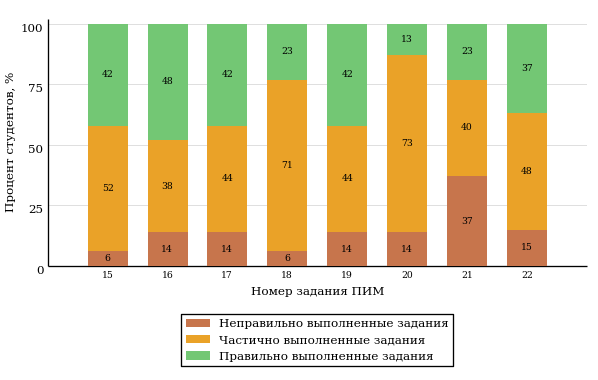 Процент студентов, %
100
75
50
25
0
42 48 42 23 42 13 23 37
52 38 44 71 44 73 40 48
6 14 14 6 14 14 37 15
15 16 17 18 19 20 21 22
Номер задания ПИМ
Неправильно выполненные задания
Частично выполненные задания
Правильно выполненные задания